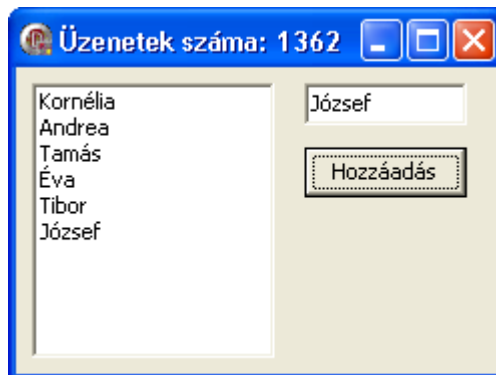 Üzenetek száma: 1362
Kornélia
Andrea
Tamás
Éva
Tibor
József
József
Hozzáadás